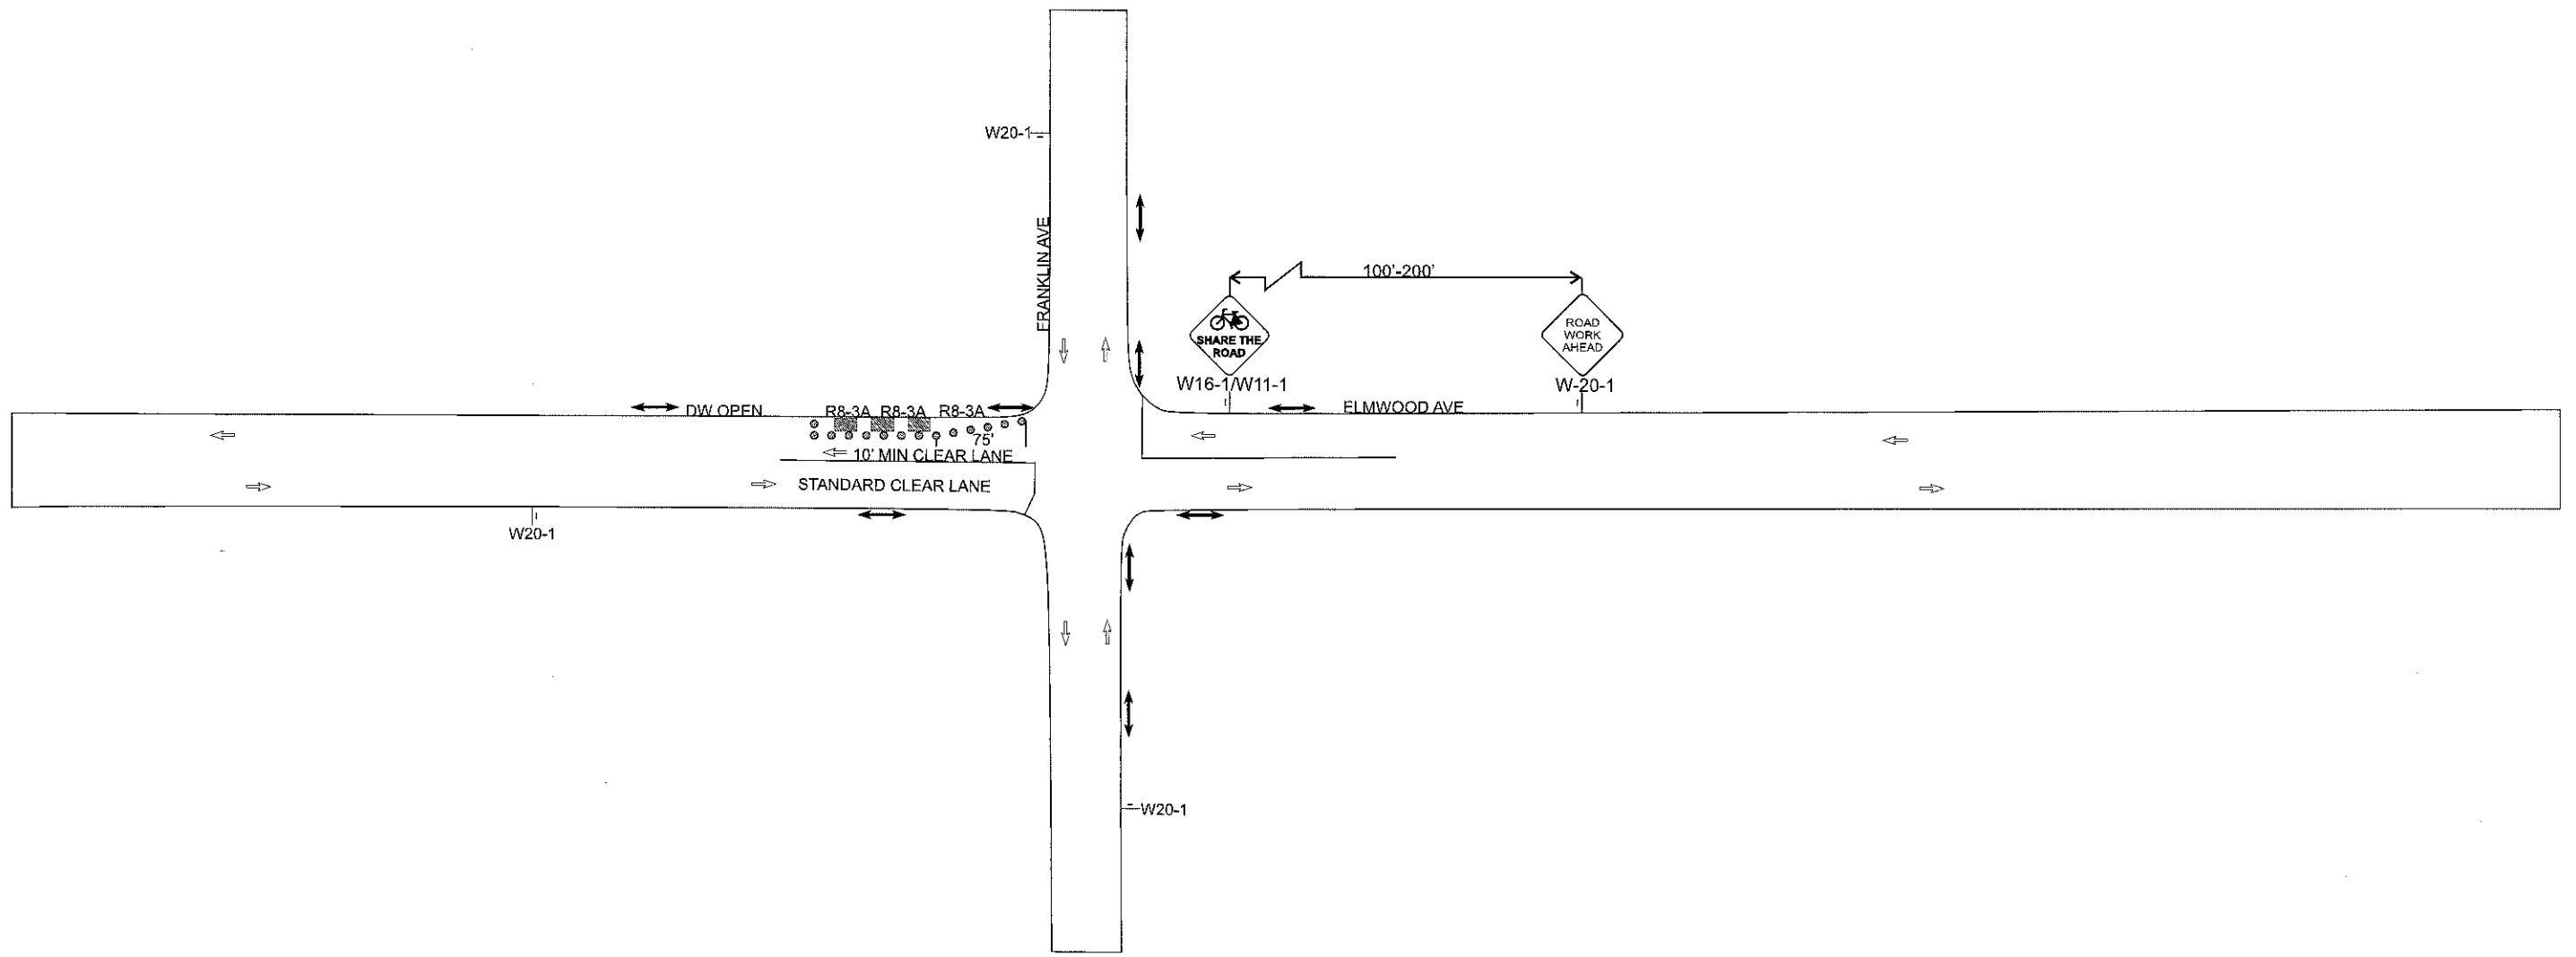 W20-1
FRANKLIN AVE
100'-200'
SHARE THE
ROAD
ROAD
WORK
AHEAD
W16-1/W11-1
W-20-1
DW OPEN
R8-3A R8-3A R8-3A
ELMWOOD AVE
75'
10' MIN CLEAR LANE
STANDARD CLEAR LANE
W20-1
W20-1